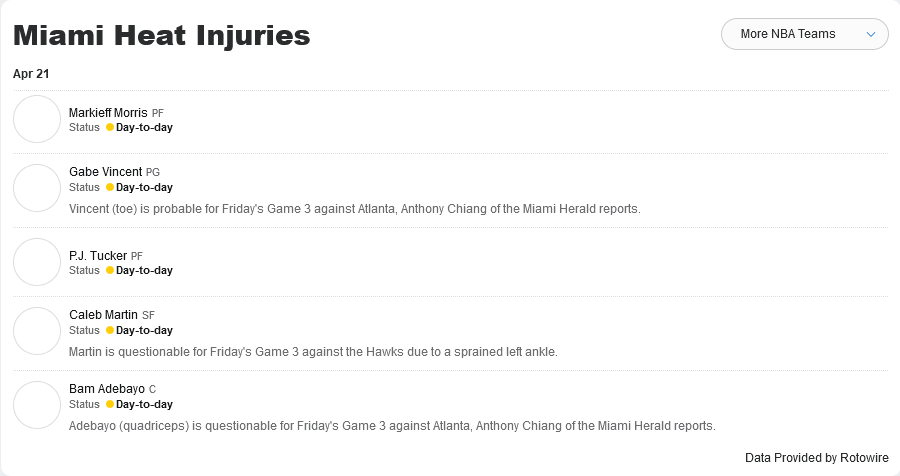 Miami Heat Injuries
More NBA Teams
Apr 21
Markieff Morris PF
Status Day-to-day
Gabe Vincent PG
Status Day-to-day
Vincent (toe) is probable for Friday's Game 3 against Atlanta, Anthony Chiang of the Miami Herald reports.
P.J. Tucker PF
Status Day-to-day
Caleb Martin SF
Status Day-to-day
Martin is questionable for Friday's Game 3 against the Hawks due to a sprained left ankle.
Bam Adebayo C
Status Day-to-day
Adebayo (quadriceps) is questionable for Friday's Game 3 against Atlanta, Anthony Chiang of the Miami Herald reports.
Data Provided by Rotowire